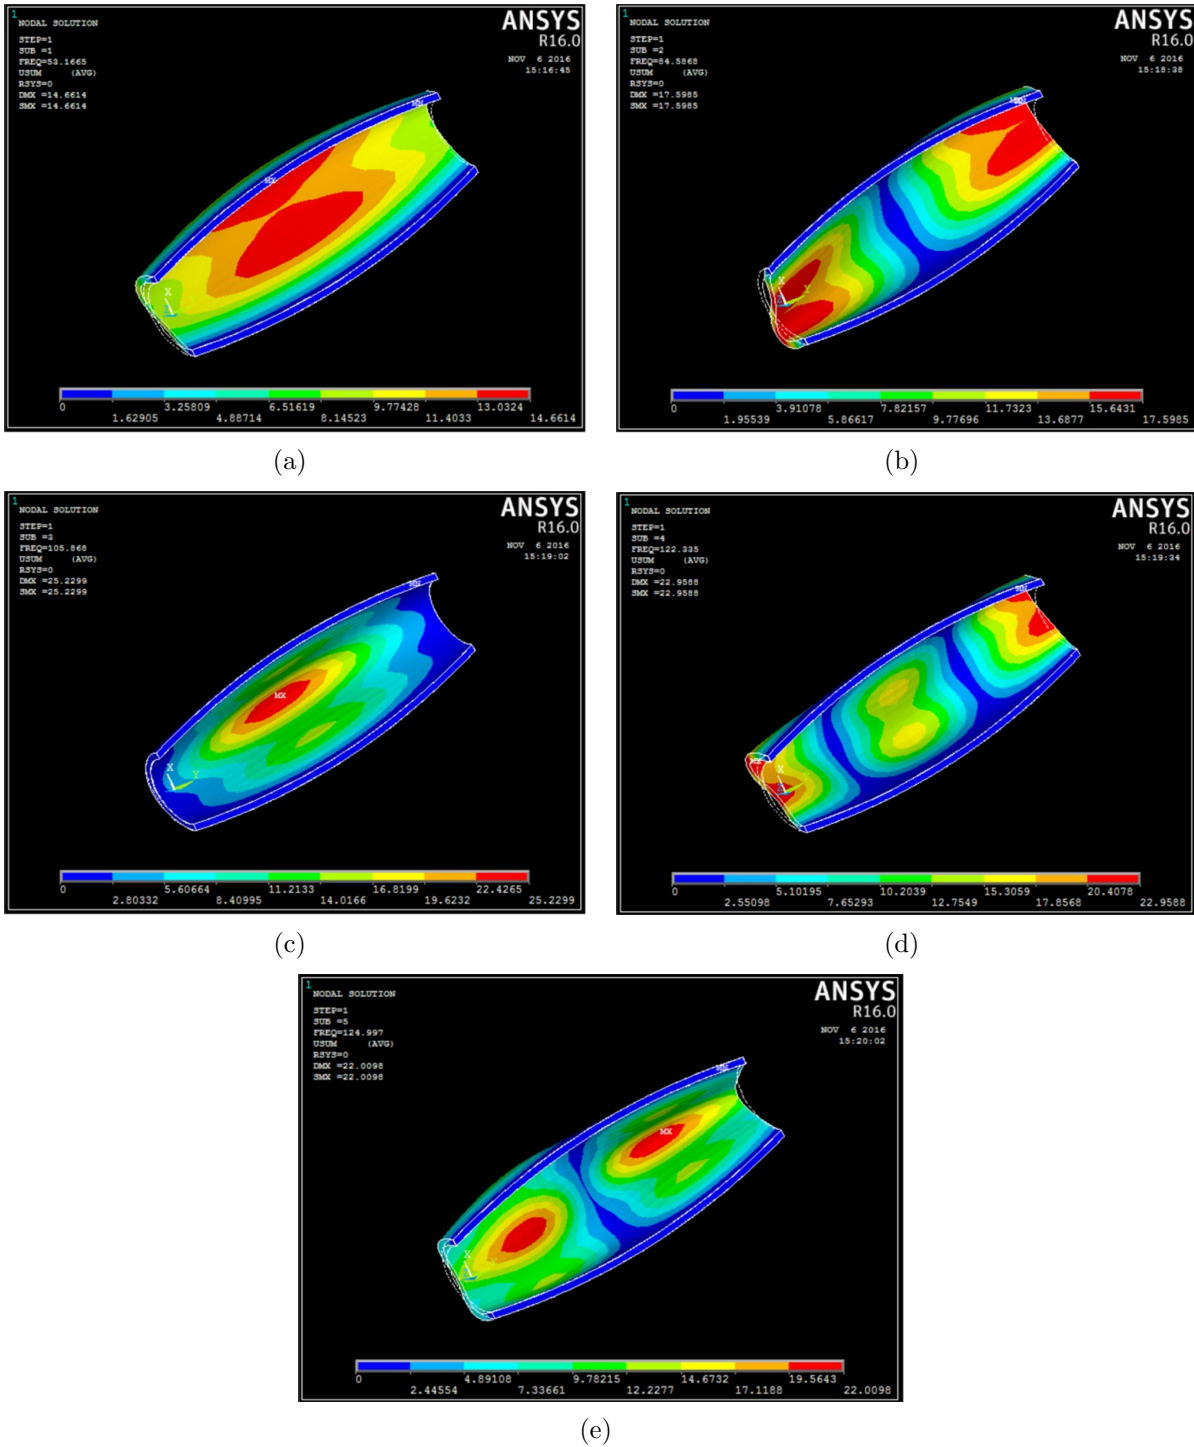 1
NODAL SOLUTION
STEP=1
SUB =1
FREQ=53.1665
USUM (AVG)
RSYS=0
DMX =14.6614
SMX =14.6614
ANSYS
R16.0
NOV 6 2016
15:16:45
MN
MX
X
0 3.25809 6.51619 9.77428 13.0324
1.62905 4.88714 8.14523 11.4033 14.6614
(a)
1
NODAL SOLUTION
STEP=1
SUB =2
FREQ=84.5868
USUM (AVG)
RSYS=0
DMX =17.5985
SMX =17.5985
ANSYS
R16.0
NOV 6 2016
15:18:38
X
Y
0 3.91078 7.82157 11.7323 15.6431
1.95539 5.86617 9.77696 13.6877 17.5985
(b)
1
NODAL SOLUTION
STEP=1
SUB =3
FREQ=105.868
USUM (AVG)
RSYS=0
DMX =25.2299
SMX =25.2299
ANSYS
R16.0
NOV 6 2016
15:19:02
MN
MX
X
Y
0 5.60664 11.2133 16.8199 22.4265
2.80332 8.40995 14.0166 19.6232 25.2299
(c)
1
NODAL SOLUTION
STEP=1
SUB =4
FREQ=122.335
USUM (AVG)
RSYS=0
DMX =22.9588
SMX =22.9588
ANSYS
R16.0
NOV 6 2016
15:19:34
MN
MX
X
0 5.10195 10.2039 15.3059 20.4078
2.55098 7.65293 12.7549 17.8568 22.9588
(d)
1
NODAL SOLUTION
STEP=1
SUB =5
FREQ=124.997
USUM (AVG)
RSYS=0
DMX =22.0098
SMX =22.0098
ANSYS
R16.0
NOV 6 2016
15:20:02
MN
MX
X
0 4.89108 9.78215 14.6732 19.5643
2.44554 7.33661 12.2277 17.1188 22.0098
(e)